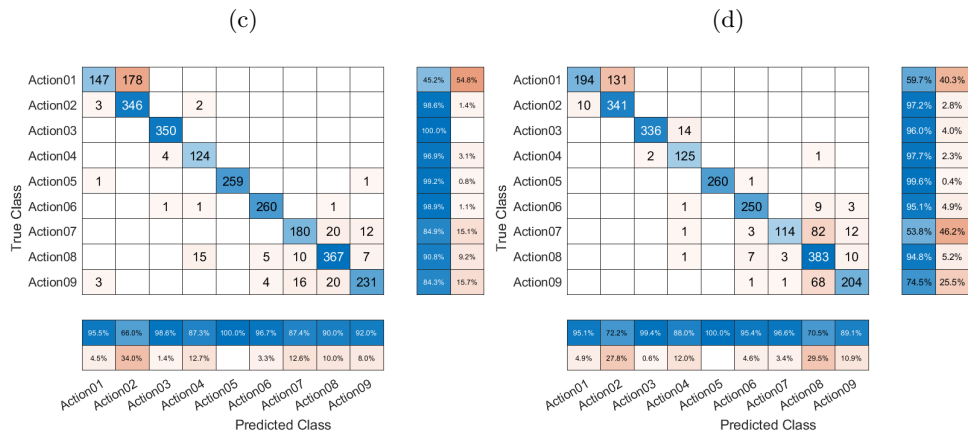 (c)
Action01 147 178 45.2% 54.8%
Action02 3 346 2 98.6% 1.4%
Action03 350 100.0%
Action04 4 124 96.9% 3.1%
Action05 1 259 1 99.2% 0.8%
Action06 1 1 260 1 98.9% 1.1%
Action07 180 20 12 84.9% 15.1%
Action08 15 5 10 367 7 90.8% 9.2%
Action09 3 4 16 20 231 84.3% 15.7%
True Class
95.5% 66.0% 98.6% 87.3% 100.0% 96.7% 87.4% 90.0% 92.0%
4.5% 34.0% 1.4% 12.7% 3.3% 12.6% 10.0% 8.0%
Action01 Action02 Action03 Action04 Action05 Action06 Action07 Action08 Action09
Predicted Class
(d)
Action01 194 131 59.7% 40.3%
Action02 10 341 97.2% 2.8%
Action03 336 14 96.0% 4.0%
Action04 2 125 1 97.7% 2.3%
Action05 260 1 99.6% 0.4%
Action06 1 250 9 3 95.1% 4.9%
Action07 1 3 114 82 12 53.8% 46.2%
Action08 1 7 3 383 10 94.8% 5.2%
Action09 1 1 68 204 74.5% 25.5%
True Class
95.1% 72.2% 99.4% 88.0% 100.0% 95.4% 96.6% 70.5% 89.1%
4.9% 27.8% 0.6% 12.0% 4.6% 3.4% 29.5% 10.9%
Action01 Action02 Action03 Action04 Action05 Action06 Action07 Action08 Action09
Predicted Class